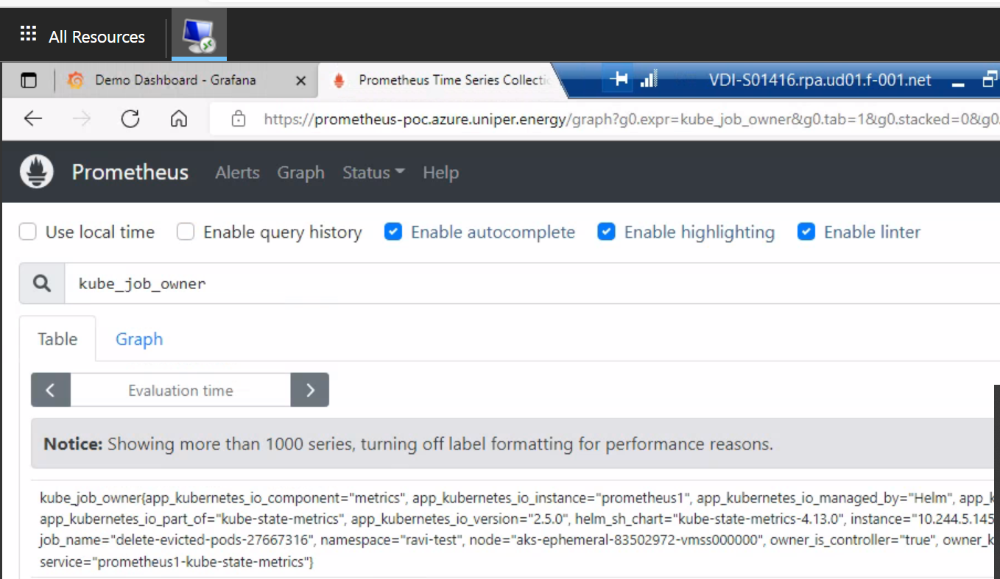 All Resources
Demo Dashboard - Grafana
Prometheus Time Series Collectio
VDI-S01416.rpa.ud01.f-001.net
https://prometheus-poc.azure.uniper.energy/graph?g0.expr=kube_job_owner&g0.tab=1&g0.stacked=0&g0.
Prometheus Alerts Graph Status Help
Use local time Enable query history Enable autocomplete Enable highlighting Enable linter
kube_job_owner
Table Graph
Evaluation time
Notice: Showing more than 1000 series, turning off label formatting for performance reasons.
kube_job_owner{app_kubernetes_io_component="metrics", app_kubernetes_io_instance="prometheus1", app_kubernetes_io_managed_by="Helm", app_k
app_kubernetes_io_part_of="kube-state-metrics", app_kubernetes_io_version="2.5.0", helm_sh_chart="kube-state-metrics-4.13.0", instance="10.244.5.145
job_name="delete-evicted-pods-27667316", namespace="ravi-test", node="aks-ephemeral-83502972-vmss000000", owner_is_controller="true", owner_k
service="prometheus1-kube-state-metrics"}